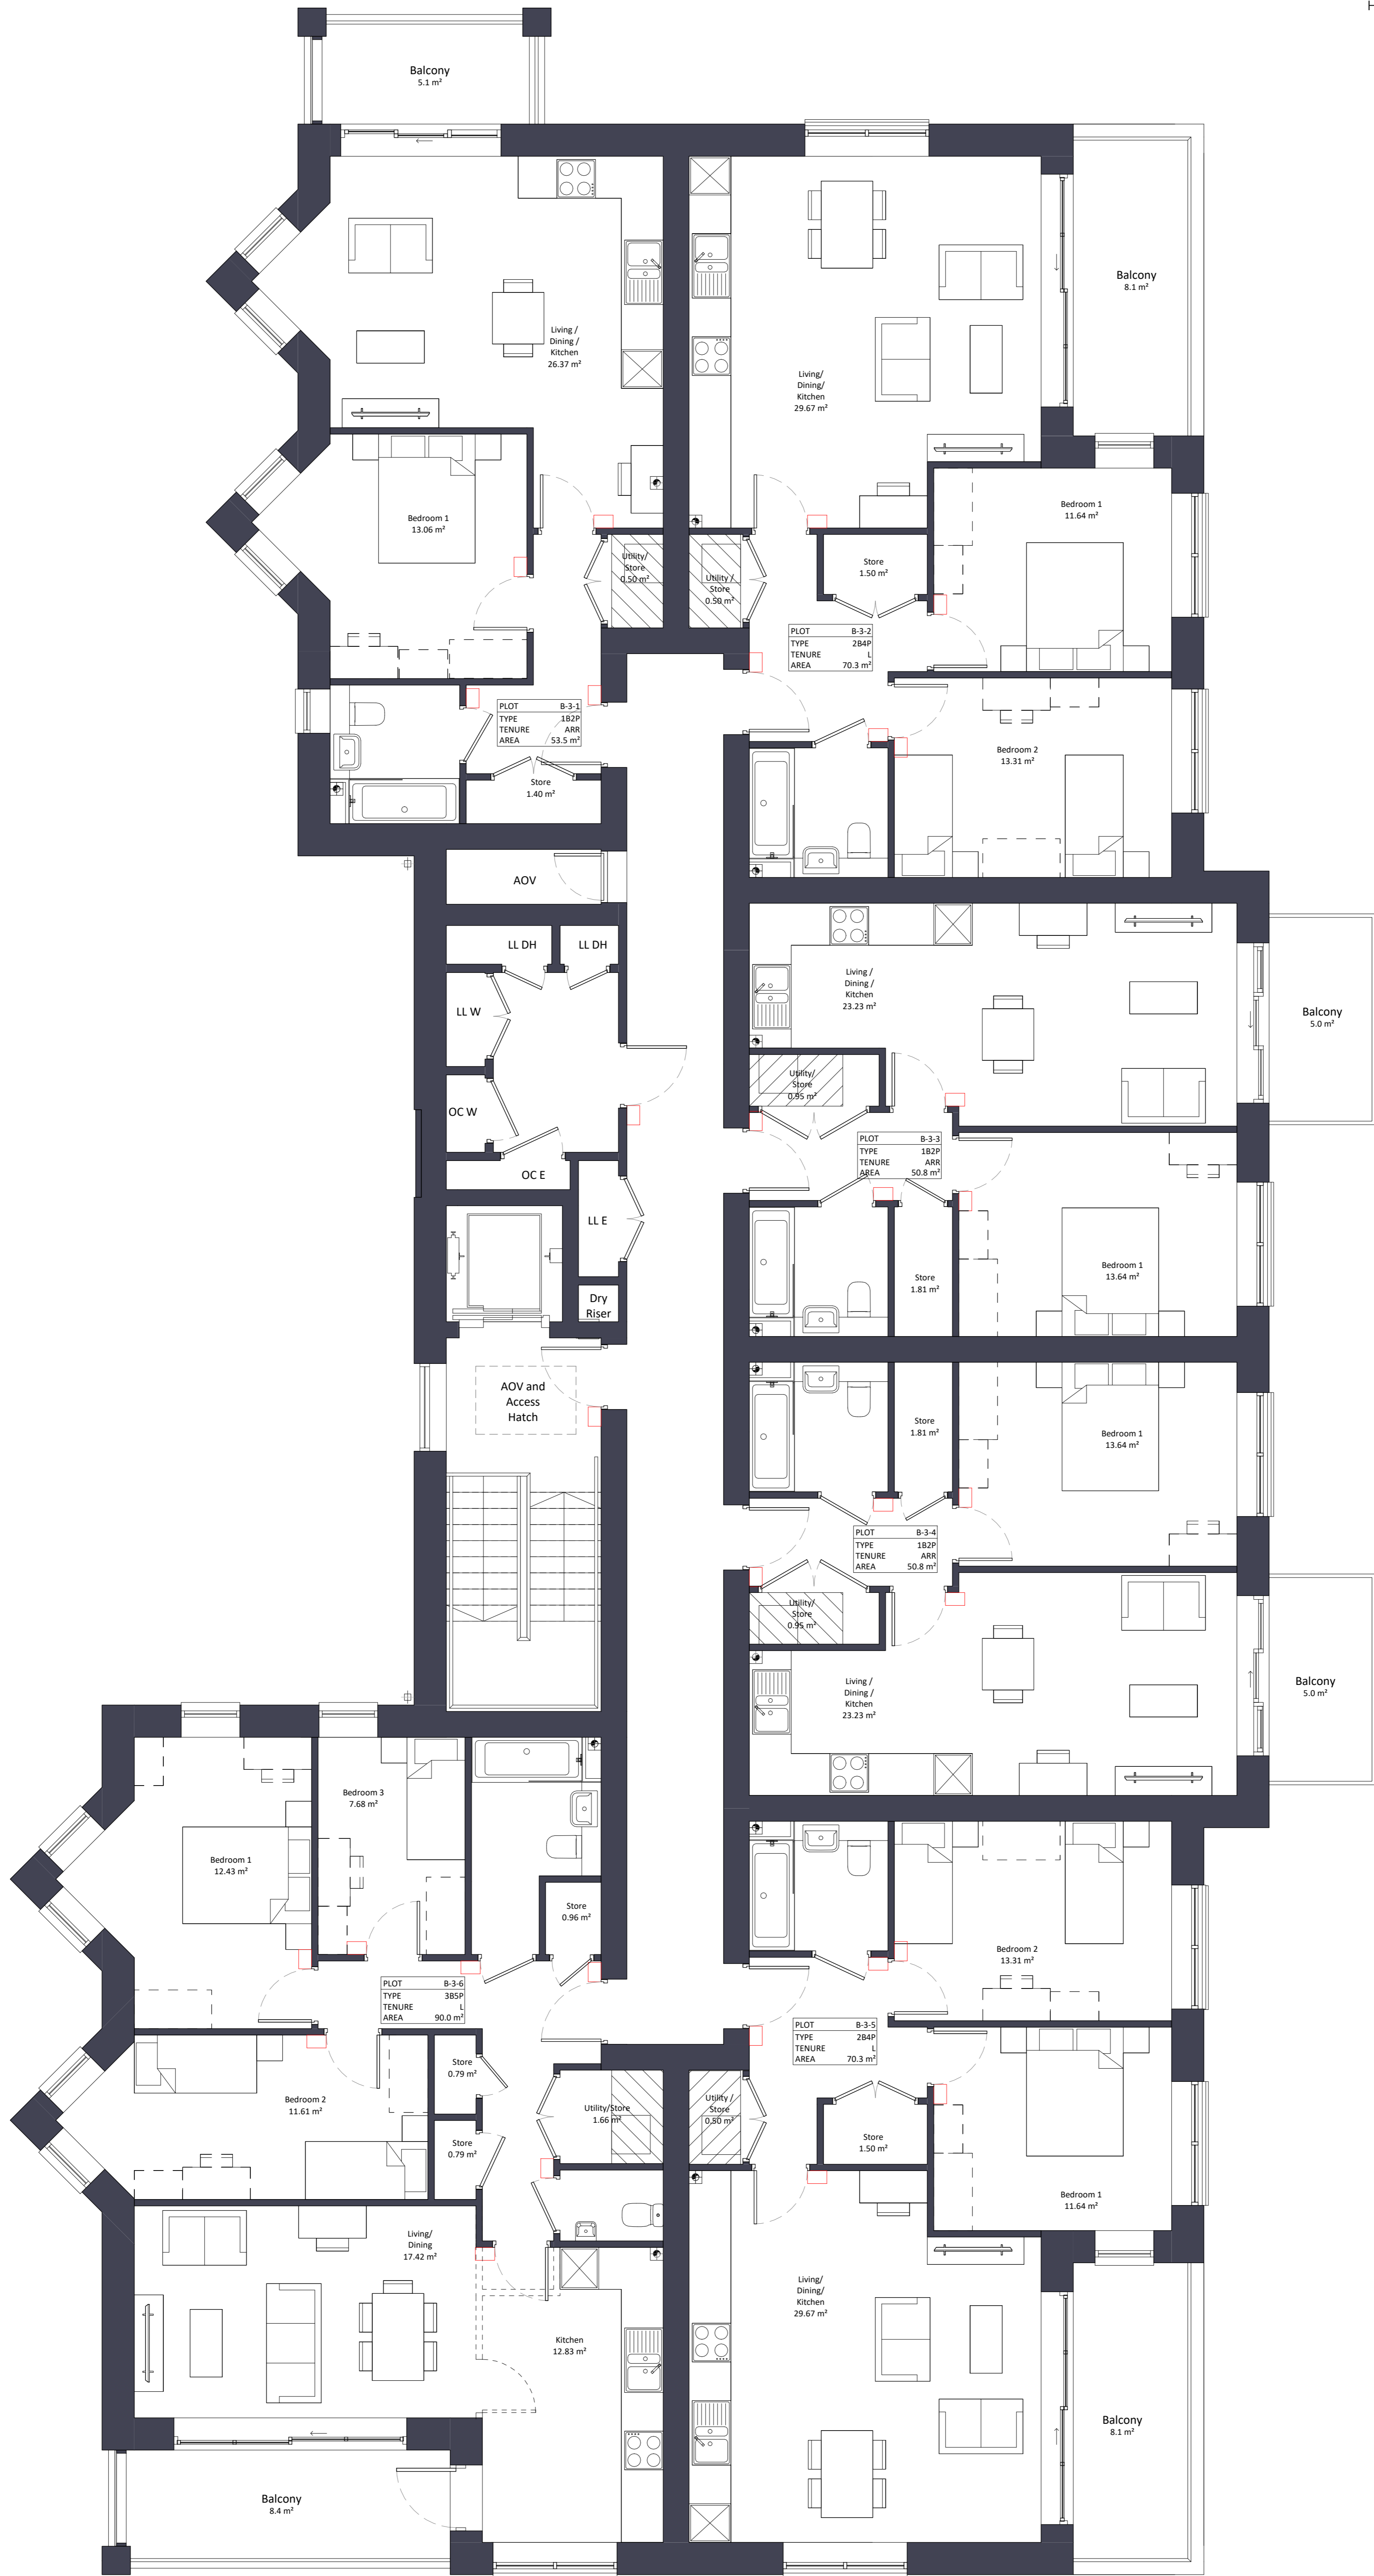 H
Balcony
5.1 m²
Living /
Dining /
Kitchen
26.37 m²
Balcony
8.1 m²
Living/
Dining/
Kitchen
29.67 m²
Bedroom 1
13.06 m²
Bedroom 1
11.64 m²
Utility/
Store
0.50 m²
Utility /
Store
0.50 m²
Store
1.50 m²
PLOT B-3-2
TYPE 2B4P
TENURE L
AREA 70.3 m²
PLOT B-3-1
TYPE 1B2P
TENURE ARR
AREA 53.5 m²
Store
1.40 m²
Bedroom 2
13.31 m²
AOV
LL DH
LL DH
LL W
OC W
OC E
LL E
Dry
Riser
Living /
Dining /
Kitchen
23.23 m²
Balcony
5.0 m²
Utility/
Store
0.95 m²
PLOT B-3-3
TYPE 1B2P
TENURE ARR
AREA 50.8 m²
Store
1.81 m²
Bedroom 1
13.64 m²
AOV and
Access
Hatch
Store
1.81 m²
Bedroom 1
13.64 m²
PLOT B-3-4
TYPE 1B2P
TENURE ARR
AREA 50.8 m²
Utility/
Store
0.95 m²
Living /
Dining /
Kitchen
23.23 m²
Balcony
5.0 m²
Bedroom 3
7.68 m²
Bedroom 1
12.43 m²
Store
0.96 m²
Bedroom 2
13.31 m²
PLOT B-3-6
TYPE 3B5P
TENURE L
AREA 90.0 m²
PLOT B-3-5
TYPE 2B4P
TENURE L
AREA 70.3 m²
Store
0.79 m²
Bedroom 2
11.61 m²
Utility/Store
1.66 m²
Utility /
Store
0.50 m²
Store
1.50 m²
Store
0.79 m²
Bedroom 1
11.64 m²
Living/
Dining
17.42 m²
Living/
Dining/
Kitchen
29.67 m²
Kitchen
12.83 m²
Balcony
8.1 m²
Balcony
8.4 m²